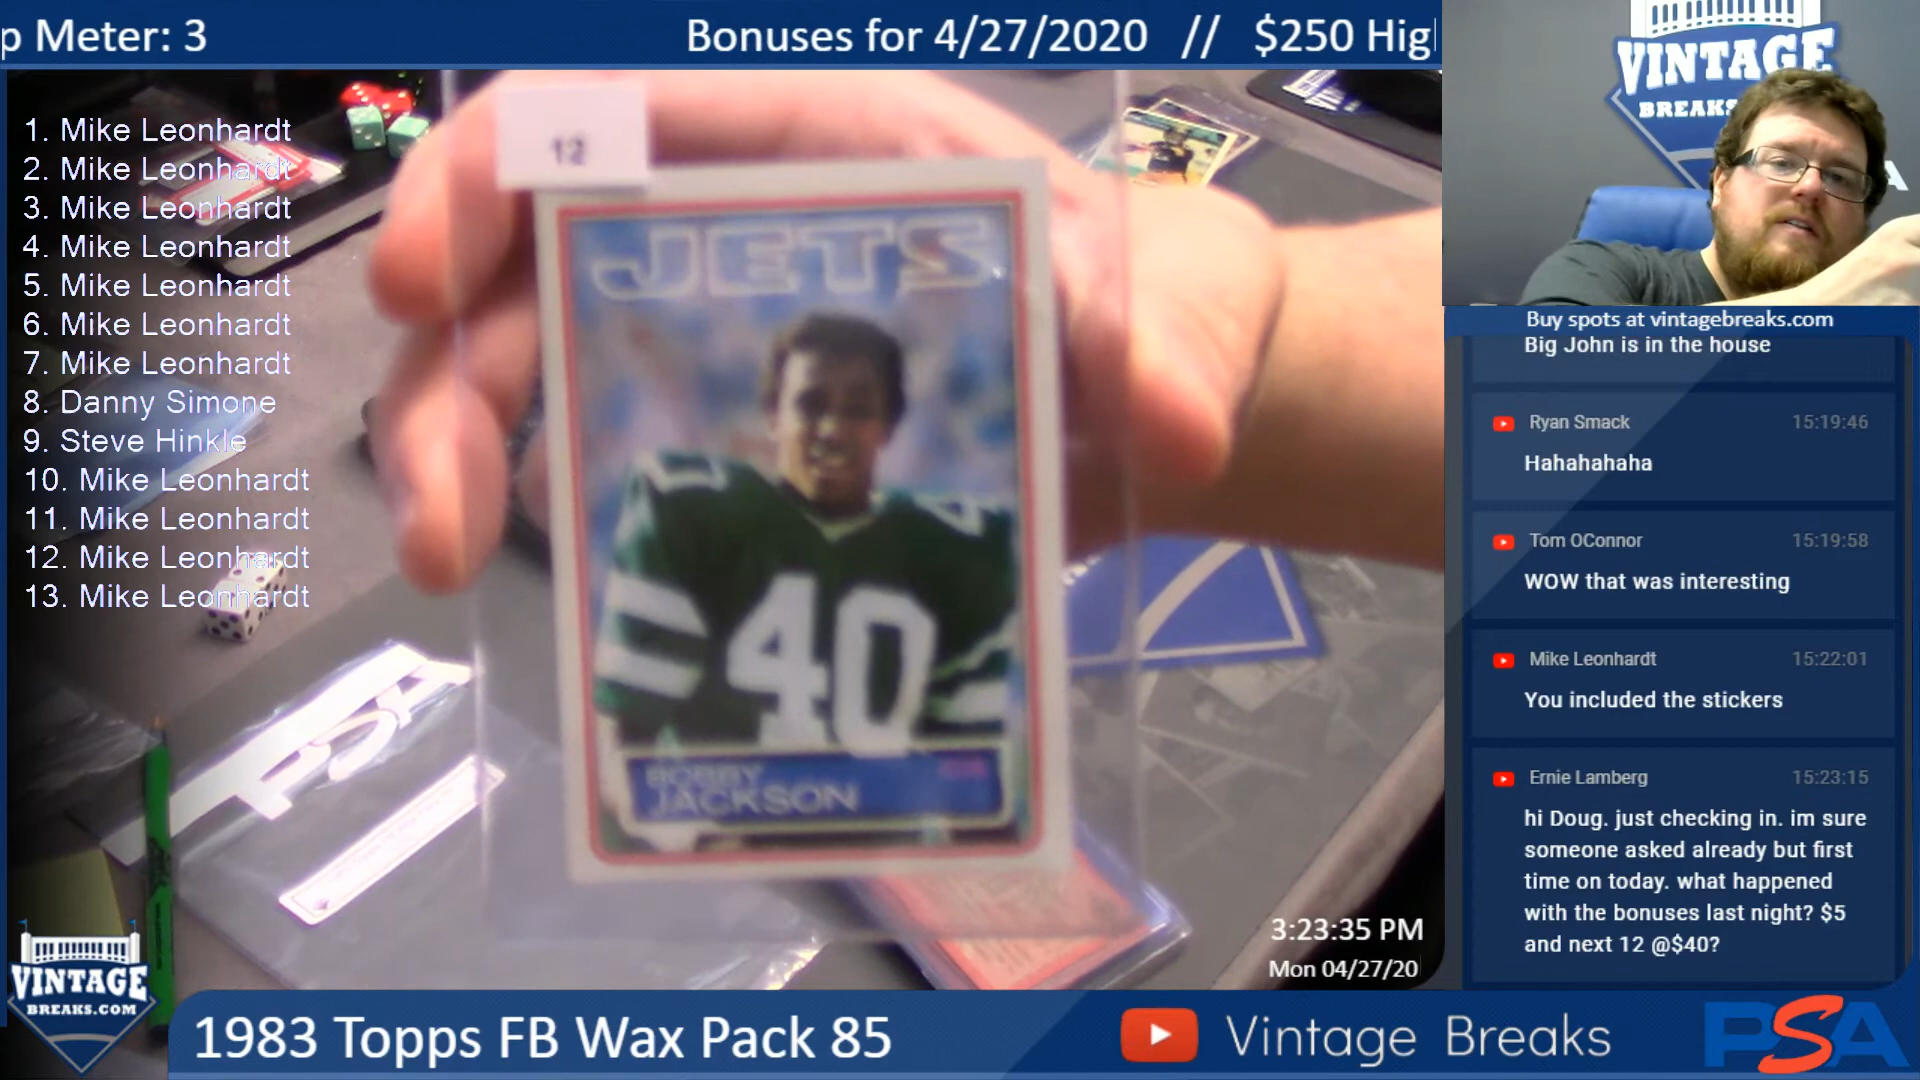 p Meter: 3
Bonuses for 4/27/2020 // $250 Hig
1. Mike Leonhardt
2. Mike Leonhardt
3. Mike Leonhardt
4. Mike Leonhardt
5. Mike Leonhardt
6. Mike Leonhardt
7. Mike Leonhardt
8. Danny Simone
9. Steve Hinkle
10. Mike Leonhardt
11. Mike Leonhardt
12. Mike Leonhardt
13. Mike Leonhardt
12
JETS
40
BOBBY
JACKSON
VINTAGE
BREAKS
Buy spots at vintagebreaks.com
Big John is in the house
Ryan Smack 15:19:46
Hahahahaha
Tom OConnor 15:19:58
WOW that was interesting
Mike Leonhardt 15:22:01
You included the stickers
Ernie Lamberg 15:23:15
hi Doug. just checking in. im sure
someone asked already but first
time on today. what happened
with the bonuses last night? $5
and next 12 @$40?
3:23:35 PM
Mon 04/27/20
VINTAGE
BREAKS.COM
1983 Topps FB Wax Pack 85
Vintage Breaks
PSA